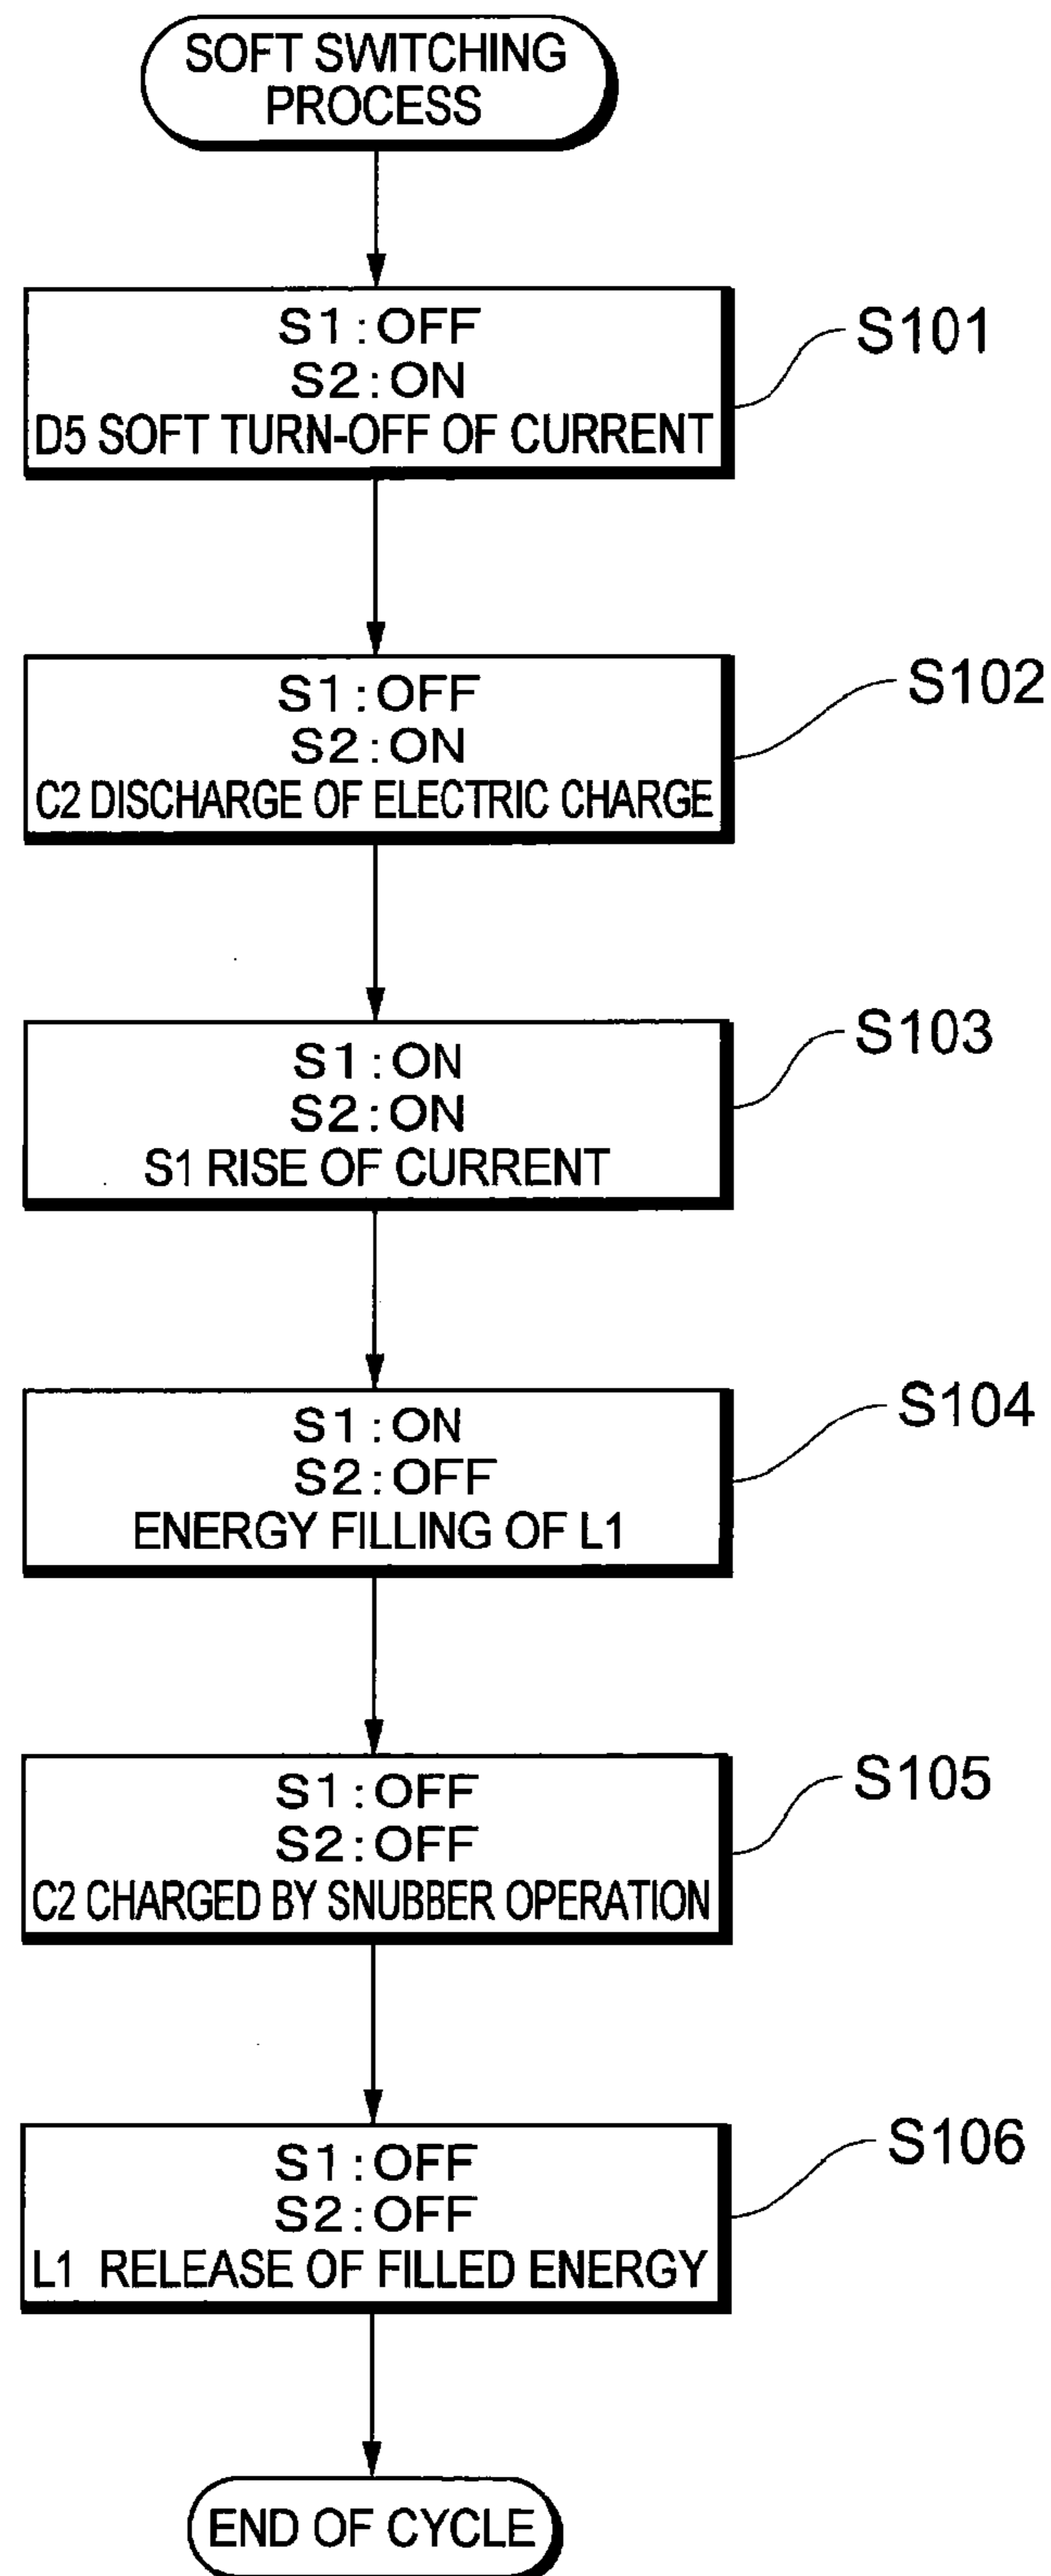 SOFT SWITCHING
PROCESS
S1:OFF
S2:ON
D5 SOFT TURN-OFF OF CURRENT
S101
S1:OFF
S2:ON
C2 DISCHARGE OF ELECTRIC CHARGE
S102
S1:ON
S2:ON
S1 RISE OF CURRENT
S103
S1:ON
S2:OFF
ENERGY FILLING OF L1
S104
S1:OFF
S2:OFF
C2 CHARGED BY SNUBBER OPERATION
S105
S1:OFF
S2:OFF
L1 RELEASE OF FILLED ENERGY
S106
END OF CYCLE